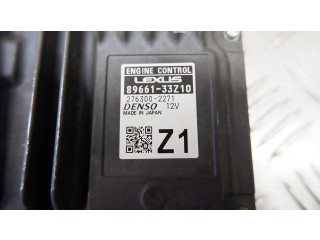 ENGINE CONTROL
LEXUS
89661-33Z10
276300-2271
DENSO 12V
MADE IN JAPAN
Z1